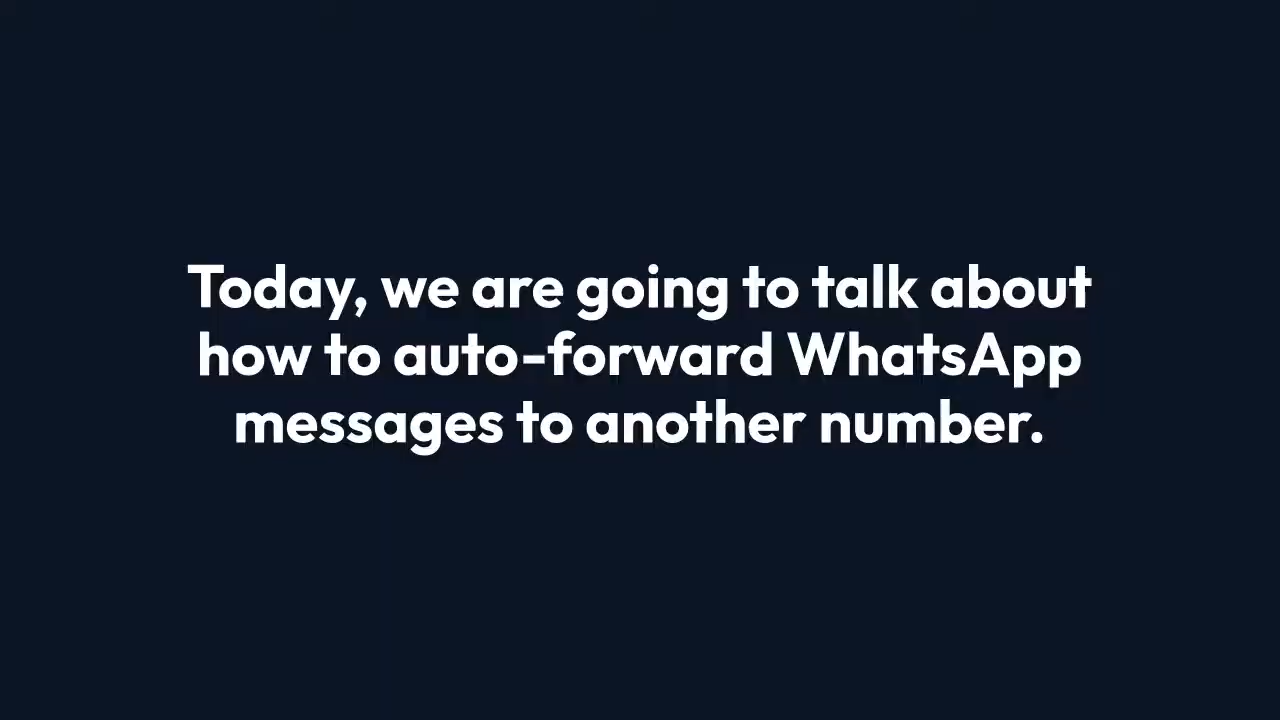 Today, we are going to talk about
how to auto-forward WhatsApp
messages to another number.